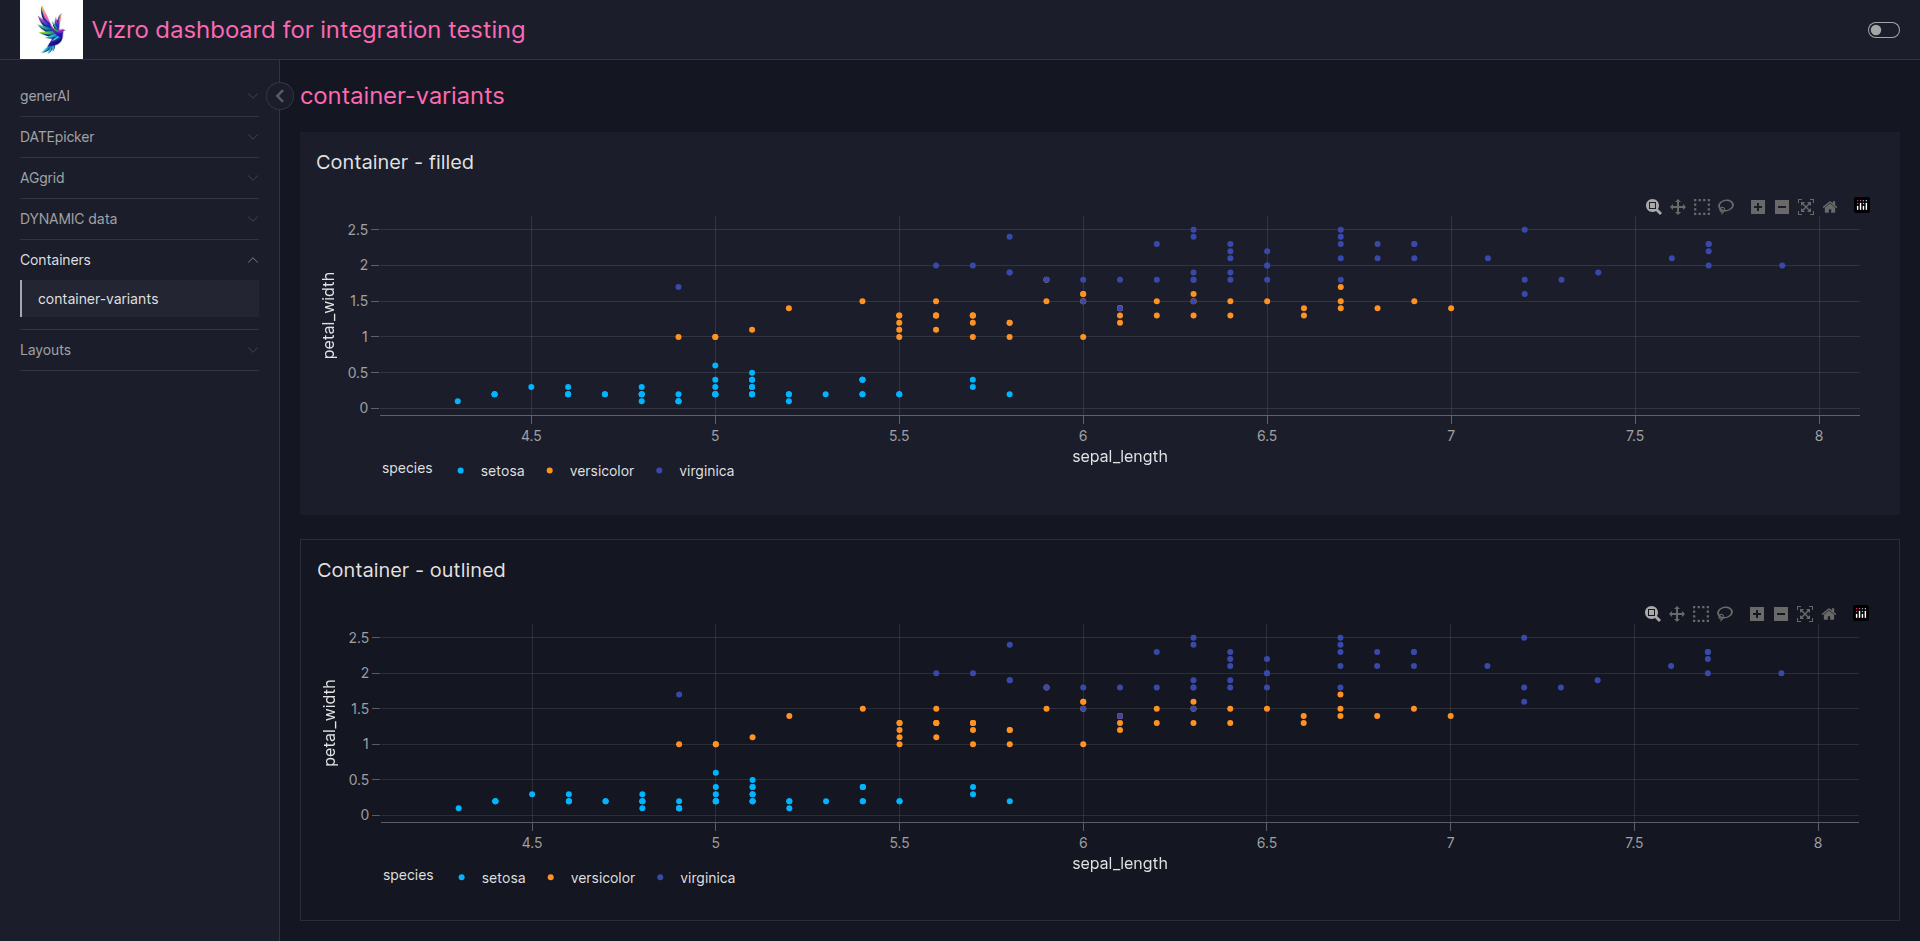 Vizro dashboard for integration testing
generAI
DATEpicker
AGgrid
DYNAMIC data
Containers
container-variants
Layouts
container-variants
Container - filled
petal_width
2.5
2
1.5
1
0.5
0
4.5 5 5.5 6 6.5 7 7.5 8
sepal_length
species setosa versicolor virginica
Container - outlined
petal_width
2.5
2
1.5
1
0.5
0
4.5 5 5.5 6 6.5 7 7.5 8
sepal_length
species setosa versicolor virginica